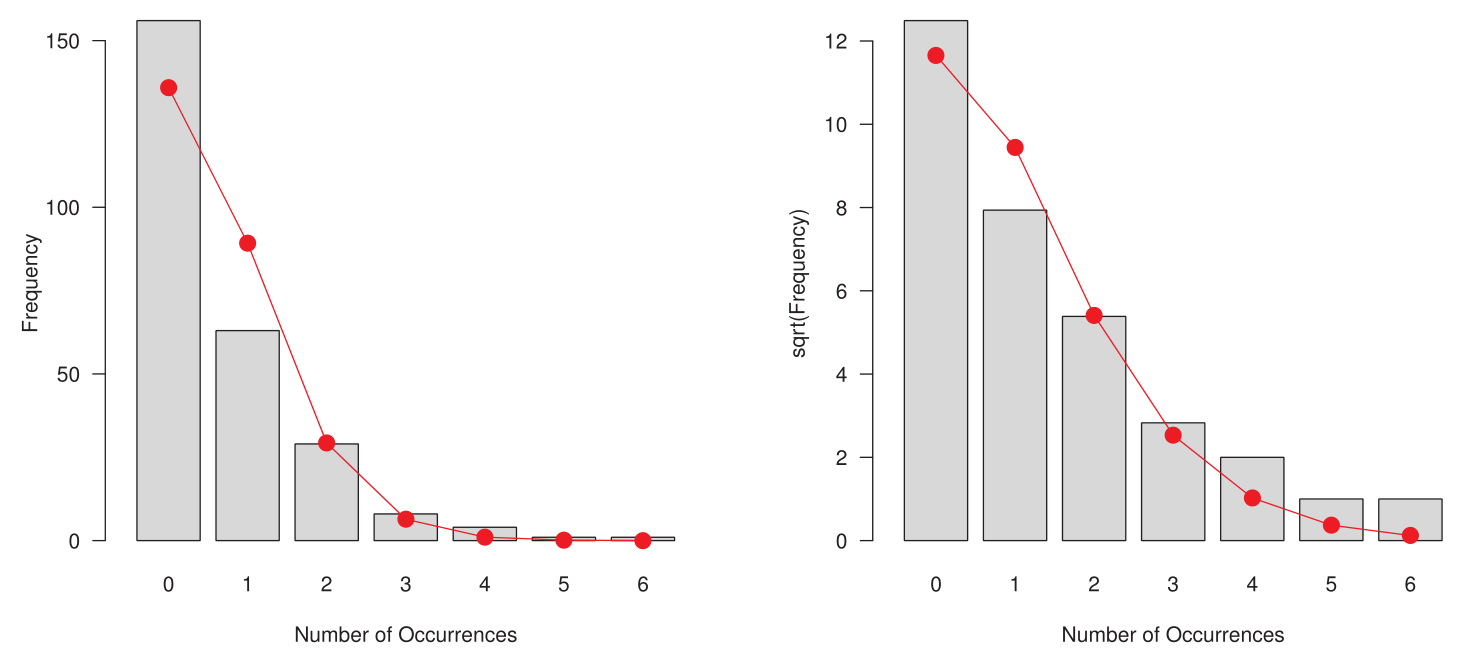 Frequency
150
100
50
0
0 1 2 3 4 5 6
Number of Occurrences
sqrt(Frequency)
12
10
8
6
4
2
0
0 1 2 3 4 5 6
Number of Occurrences